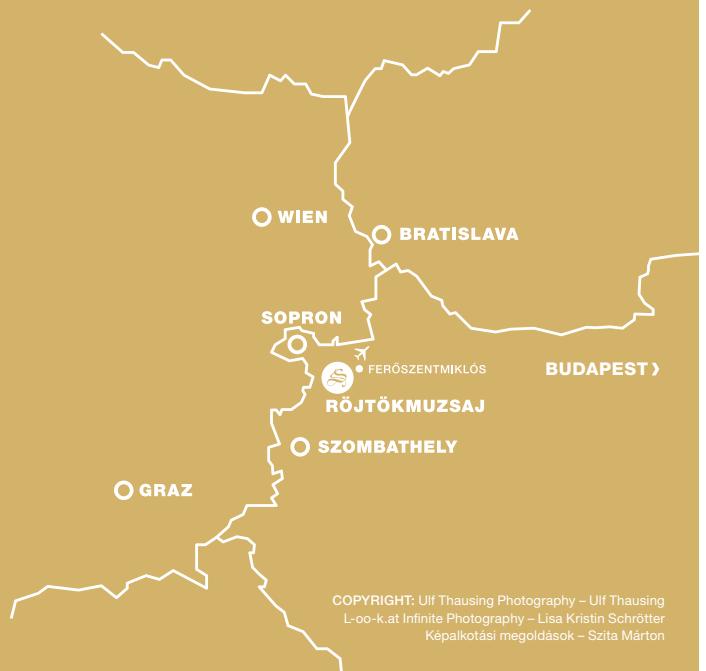 WIEN
BRATISLAVA
SOPRON
FERŐSZENTMIKLÓS
BUDAPEST ❯
RÖJTÖKMUZSAJ
SZOMBATHELY
GRAZ
COPYRIGHT: Ulf Thausing Photography – Ulf Thausing
L-oo-k.at Infinite Photography – Lisa Kristin Schrötter
Képalkotási megoldások – Szita Márton